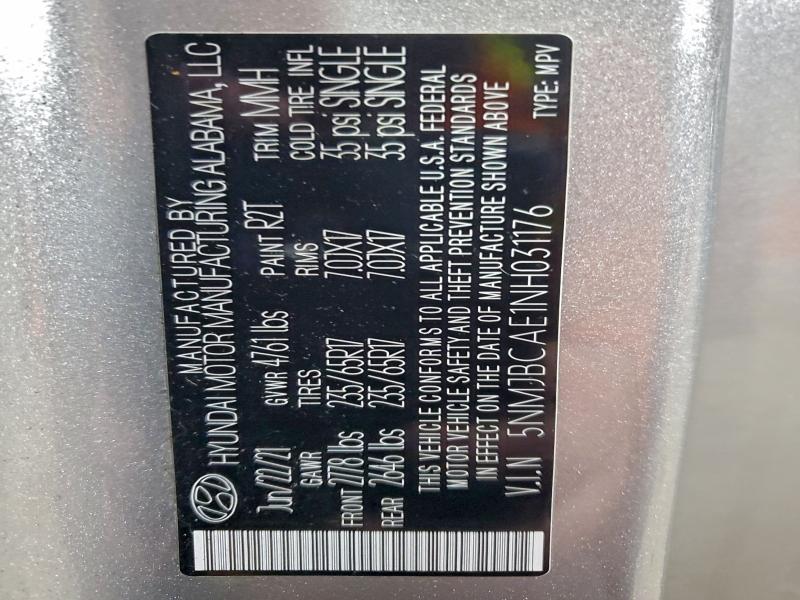 MANUFACTURED BY
HYUNDAI MOTOR MANUFACTURING ALABAMA, LLC
Jun/22/21 GVWR 4761 lbs PAINT R2T TRIM MMH
GAWR TIRES RIMS COLD TIRE INFL
FRONT 2778 lbs 235/65R17 7.0JX17 35 psi SINGLE
REAR 2646 lbs 235/65R17 7.0JX17 35 psi SINGLE
THIS VEHICLE CONFORMS TO ALL APPLICABLE U.S.A. FEDERAL
MOTOR VEHICLE SAFETY AND THEFT PREVENTION STANDARDS
IN EFFECT ON THE DATE OF MANUFACTURE SHOWN ABOVE
V.I.N 5NMJBCAE1NH031176 TYPE: MPV